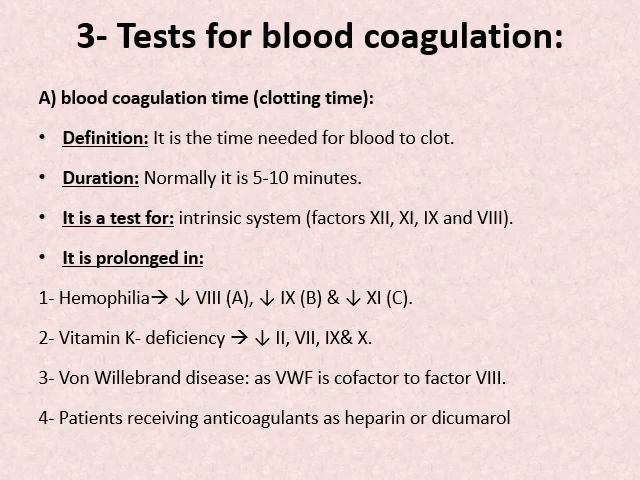 3- Tests for blood coagulation:
A) blood coagulation time (clotting time):
• Definition: It is the time needed for blood to clot.
• Duration: Normally it is 5-10 minutes.
• It is a test for: intrinsic system (factors XII, XI, IX and VIII).
• It is prolonged in:
1- Hemophilia→ ↓ VIII (A), ↓ IX (B) & ↓ XI (C).
2- Vitamin K- deficiency → ↓ II, VII, IX& X.
3- Von Willebrand disease: as VWF is cofactor to factor VIII.
4- Patients receiving anticoagulants as heparin or dicumarol